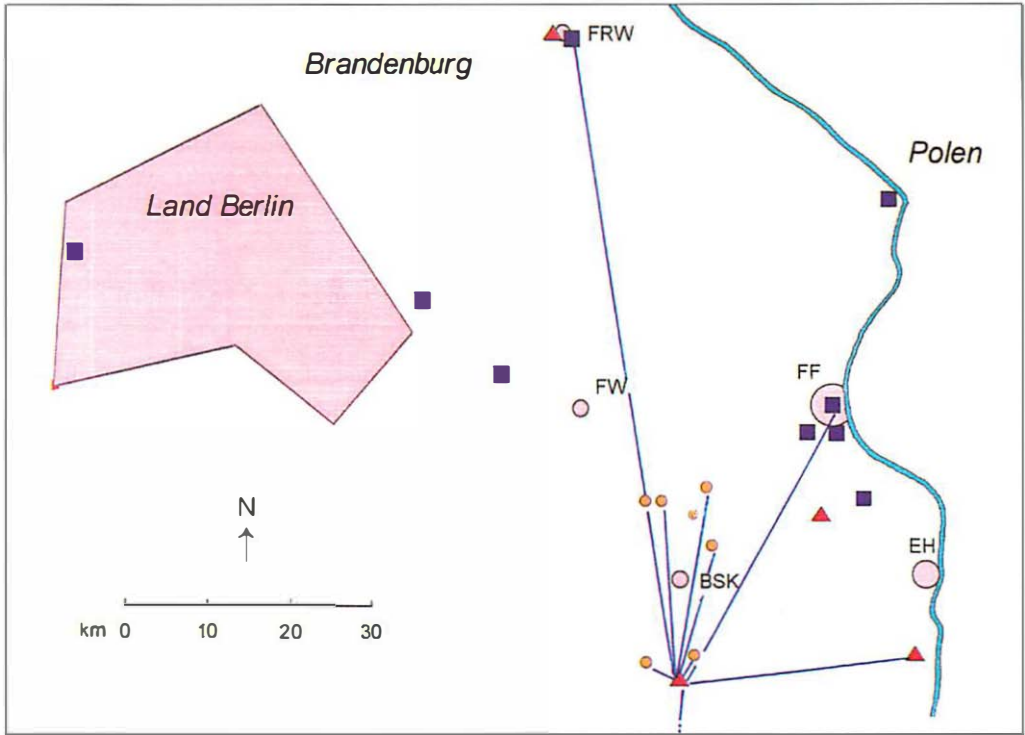 FRW
Brandenburg
Polen
Land Berlin
FF
FW
N
EH
BSK
km 0 10 20 30